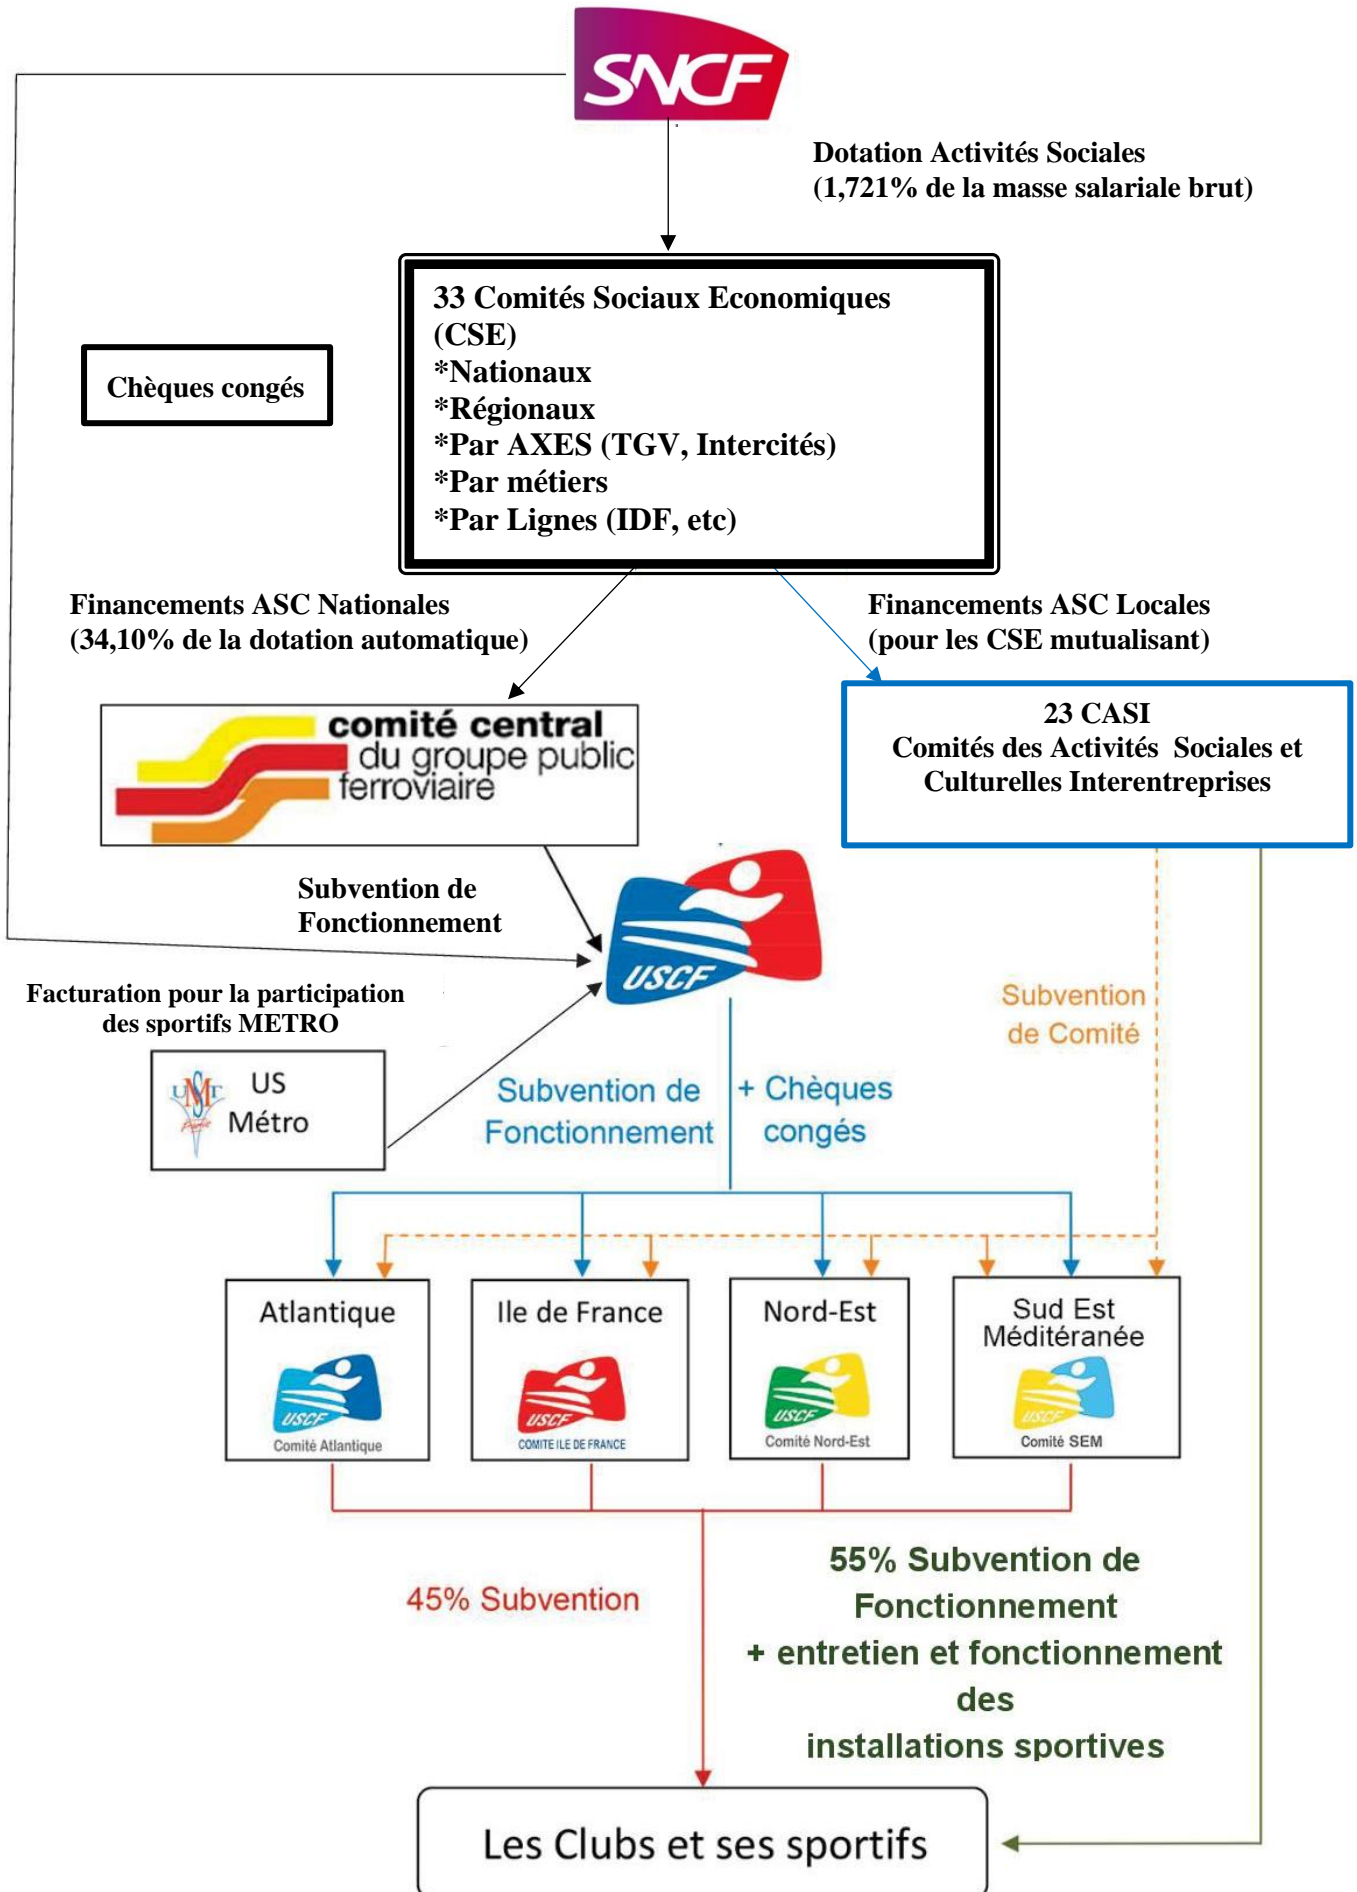 SNCF
Dotation Activités Sociales
(1,721% de la masse salariale brut)
33 Comités Sociaux Economiques
(CSE)
*Nationaux
*Régionaux
*Par AXES (TGV, Intercités)
*Par métiers
*Par Lignes (IDF, etc)
Chèques congés
Financements ASC Nationales
(34,10% de la dotation automatique)
Financements ASC Locales
(pour les CSE mutualisant)
comité central
du groupe public
ferroviaire
23 CASI
Comités des Activités  Sociales et
Culturelles Interentreprises
Subvention de
Fonctionnement
USCF
Facturation pour la participation
des sportifs METRO
Subvention
de Comité
USMT
US
Métro
Subvention de
Fonctionnement
+ Chèques
congés
Atlantique
USCF
Comité Atlantique
Ile de France
USCF
COMITE ILE DE FRANCE
Nord-Est
USCF
Comité Nord-Est
Sud Est
Méditéranée
USCF
Comité SEM
45% Subvention
55% Subvention de
Fonctionnement
+ entretien et fonctionnement
des
installations sportives
Les Clubs et ses sportifs